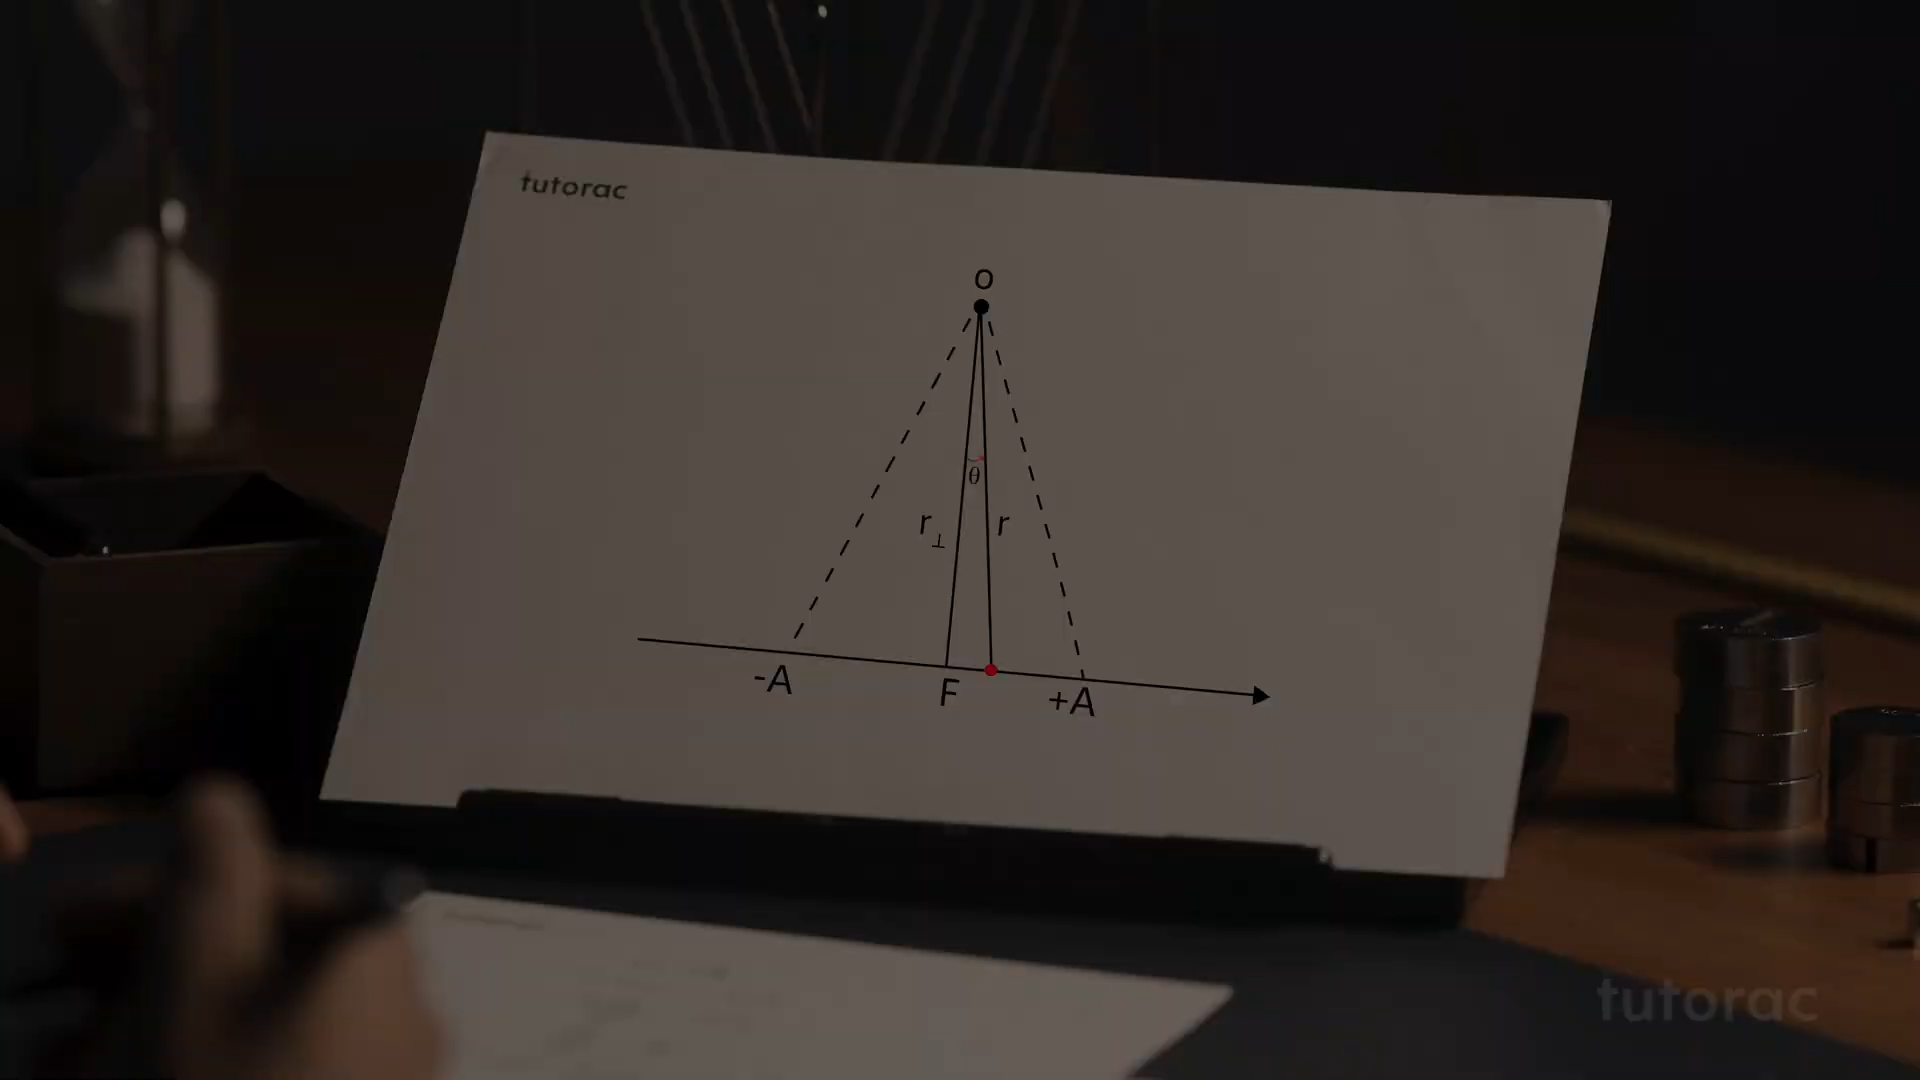 tutorac
o
θ
r⊥ r
-A F +A
tutorac